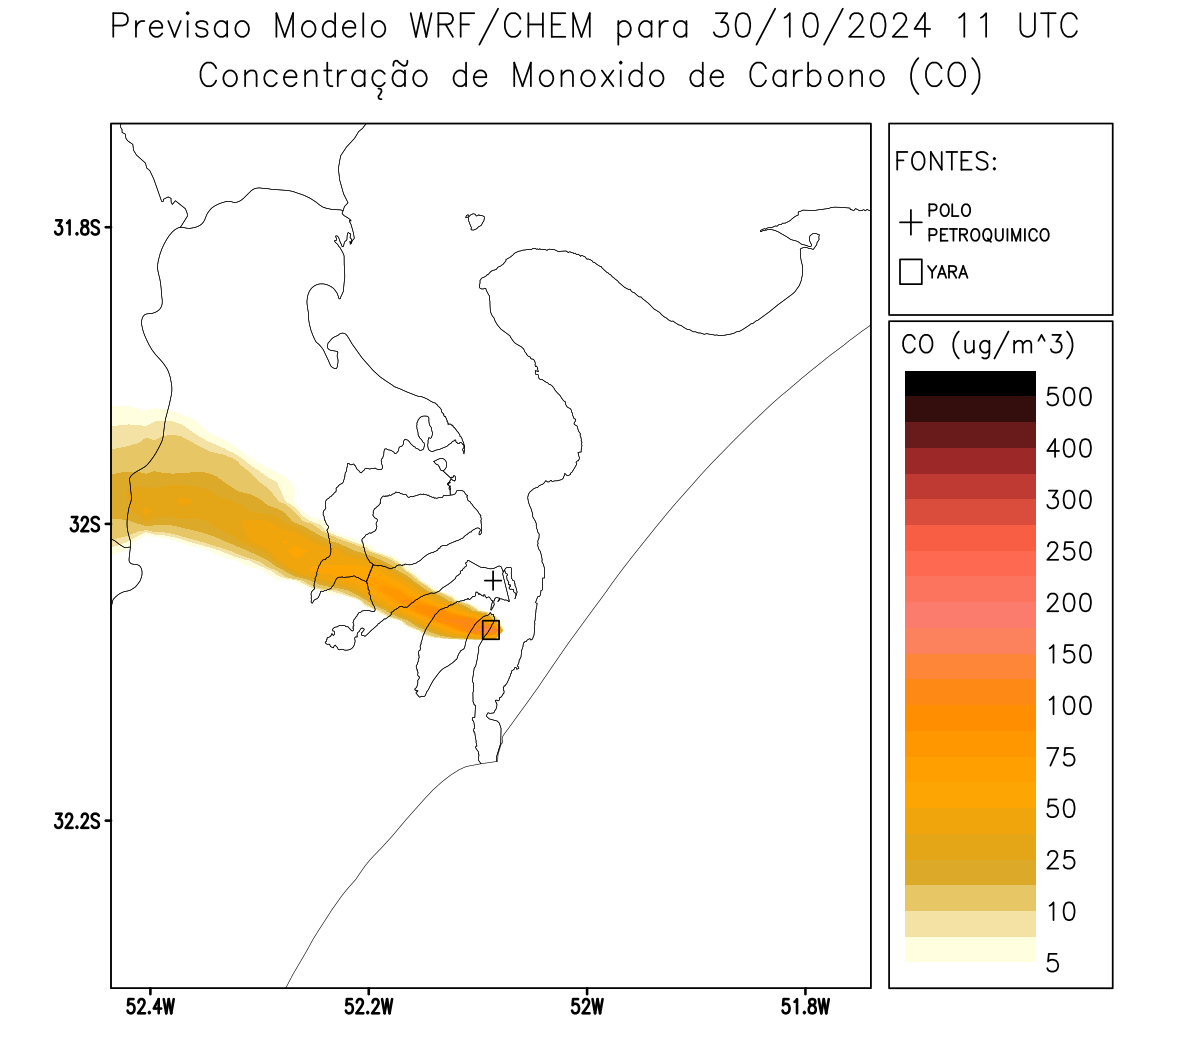 Previsao Modelo WRF/CHEM para 30/10/2024 11 UTC
Concentração de Monoxido de Carbono (CO)
FONTES:
POLO
PETROQUIMICO
YARA
CO (ug/m^3)
500
400
300
250
200
150
100
75
50
25
10
5
31.8S
32S
32.2S
52.4W
52.2W
52W
51.8W